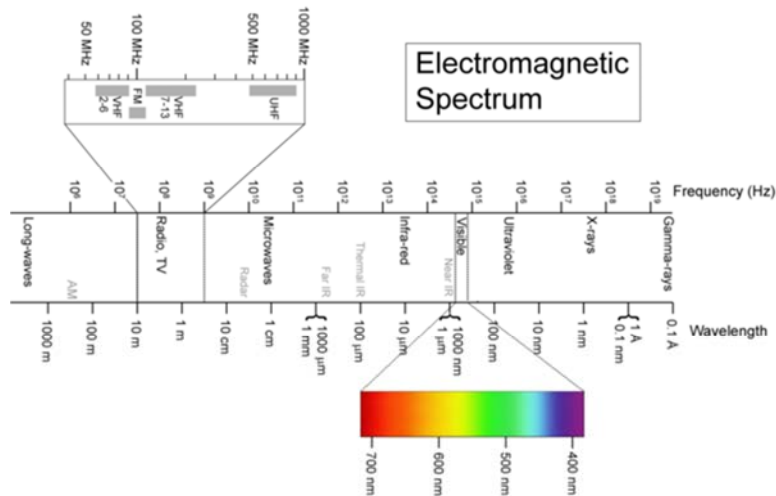 50 MHz
100 MHz
500 MHz
1000 MHz
VHF
2-6
FM
VHF
7-13
UHF
Electromagnetic
Spectrum
10⁶
10⁷
10⁸
10⁹
10¹⁰
10¹¹
10¹²
10¹³
10¹⁴
10¹⁵
10¹⁶
10¹⁷
10¹⁸
10¹⁹
Frequency (Hz)
Long-waves
Radio, TV
Microwaves
Infra-red
Visible
Ultraviolet
X-rays
Gamma-rays
AM
Radar
Far IR
Thermal IR
Near IR
1000 m
100 m
10 m
1 m
10 cm
1 cm
1000 µm
1 mm
100 µm
10 µm
1000 nm
1 µm
100 nm
10 nm
1 nm
1 Å
0.1 nm
0.1 Å
Wavelength
700 nm
600 nm
500 nm
400 nm